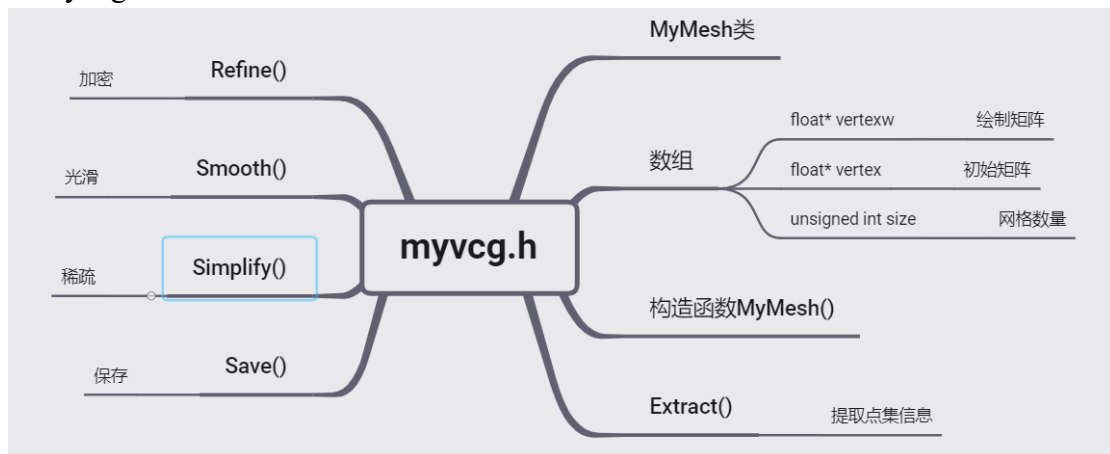 myvcg.h
MyMesh类
数组
float* vertexw
绘制矩阵
float* vertex
初始矩阵
unsigned int size
网格数量
构造函数MyMesh()
Extract()
提取点集信息
Refine()
加密
Smooth()
光滑
Simplify()
稀疏
Save()
保存